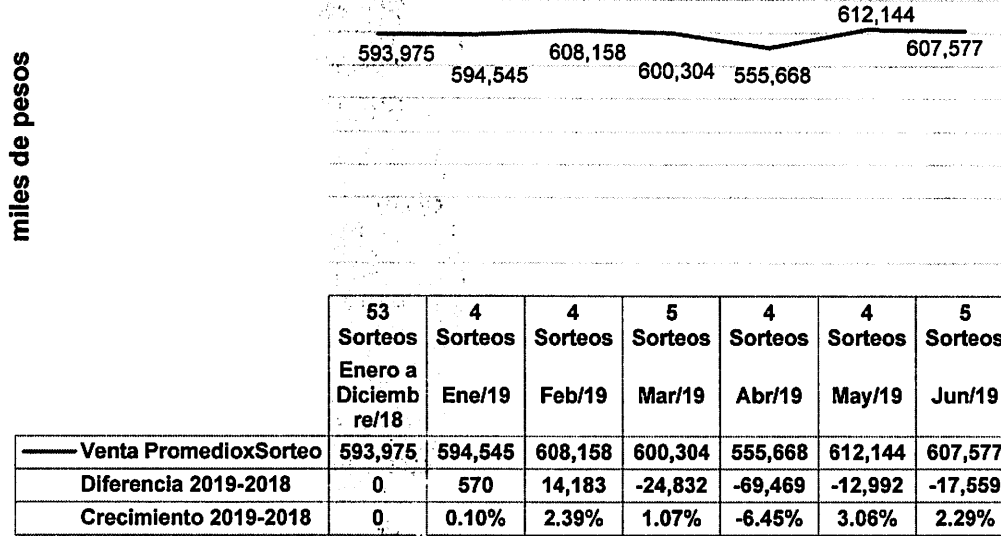 miles de pesos
612,144
593,975 608,158 607,577
594,545 600,304 555,668
53 4 4 5 4 4 5
Sorteos Sorteos Sorteos Sorteos Sorteos Sorteos Sorteos
Enero a
Diciemb Ene/19 Feb/19 Mar/19 Abr/19 May/19 Jun/19
re/18
Venta PromedioxSorteo 593,975 594,545 608,158 600,304 555,668 612,144 607,577
Diferencia 2019-2018 0 570 14,183 -24,832 -69,469 -12,992 -17,559
Crecimiento 2019-2018 0 0.10% 2.39% 1.07% -6.45% 3.06% 2.29%